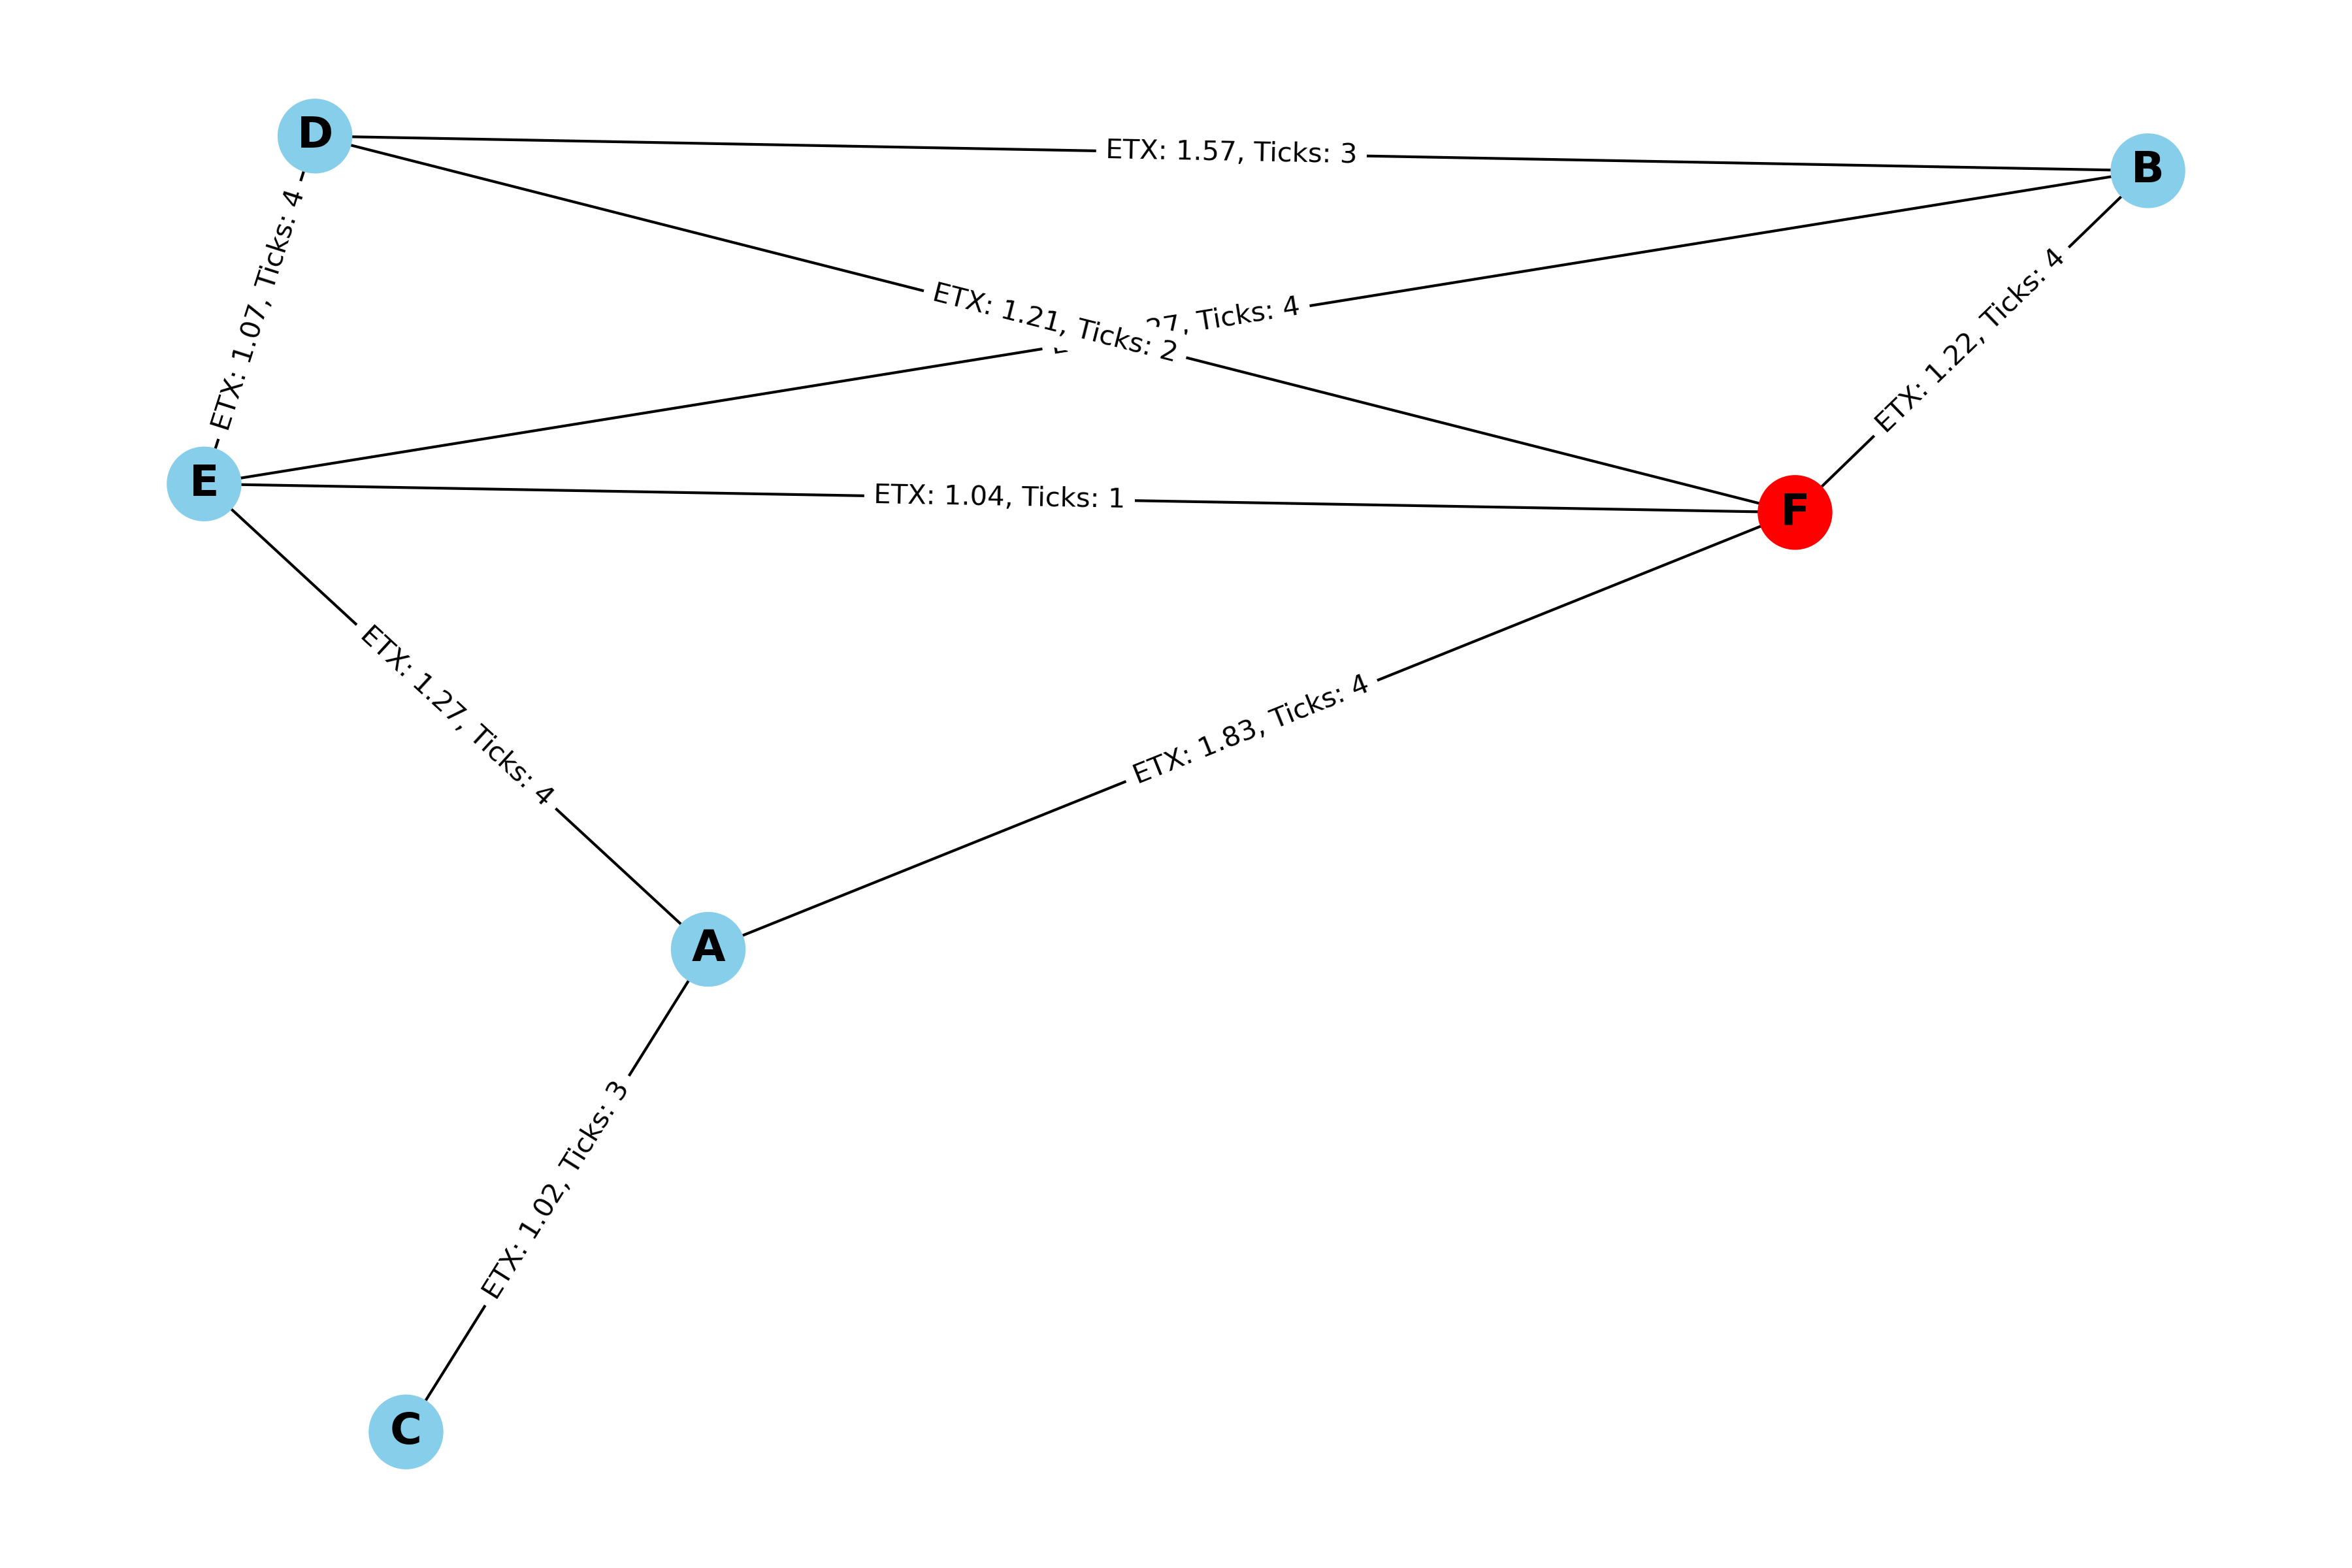 D
ETX: 1.57, Ticks: 3
B
ETX: 1.07, Ticks: 4
ETX: 1.21, Ticks: 2
Ticks: 4
ETX: 1.22, Ticks: 4
E
ETX: 1.04, Ticks: 1
F
ETX: 1.27, Ticks: 4
ETX: 1.83, Ticks: 4
A
ETX: 1.02, Ticks: 3
C